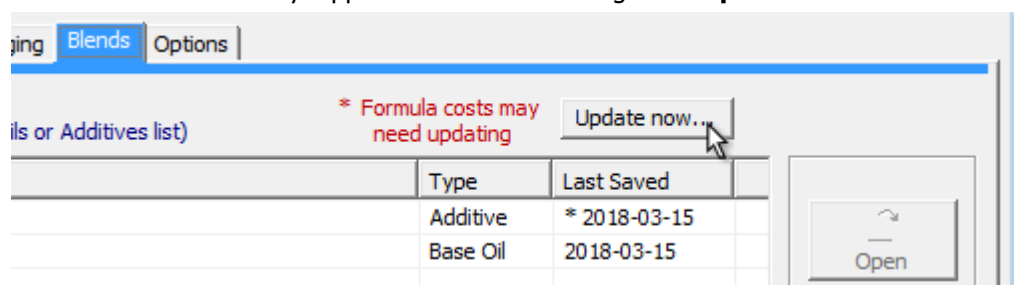 ging Blends Options
* Formula costs may
need updating
Update now...
ils or Additives list)
Type Last Saved
Additive * 2018-03-15
Base Oil 2018-03-15
Open